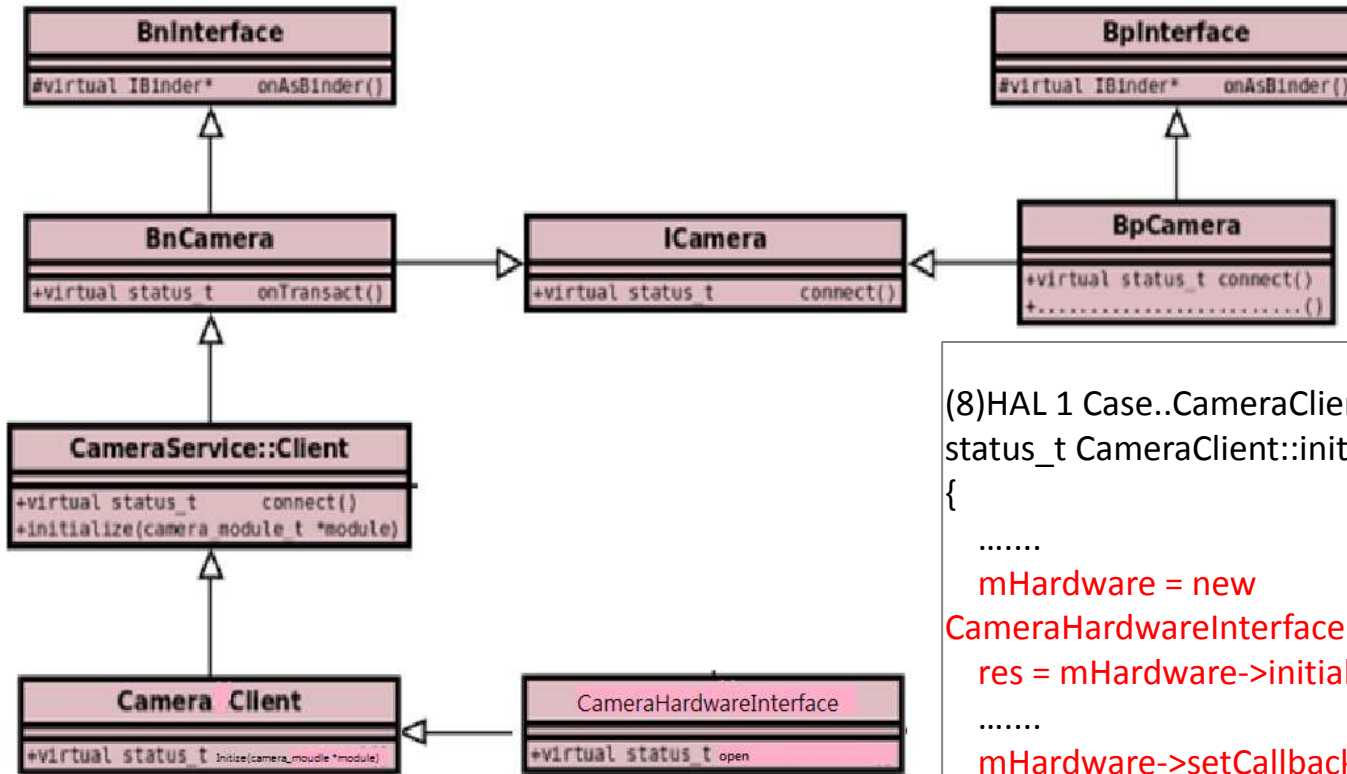 BnInterface
#virtual IBinder* onAsBinder()
BpInterface
#virtual IBinder* onAsBinder()
BnCamera
+virtual status_t onTransact()
ICamera
+virtual status_t connect()
BpCamera
+virtual status_t connect()
+.........................()
CameraService::Client
+virtual status_t connect()
+initialize(camera_module_t *module)
Camera Client
+virtual status_t Initize(camera_moudle *module)
CameraHardwareInterface
+virtual status_t open
(8)HAL 1 Case..CameraClie
status_t CameraClient::init
{
…....
mHardware = new
CameraHardwareInterface
res = mHardware->initial
…....
mHardware->setCallback